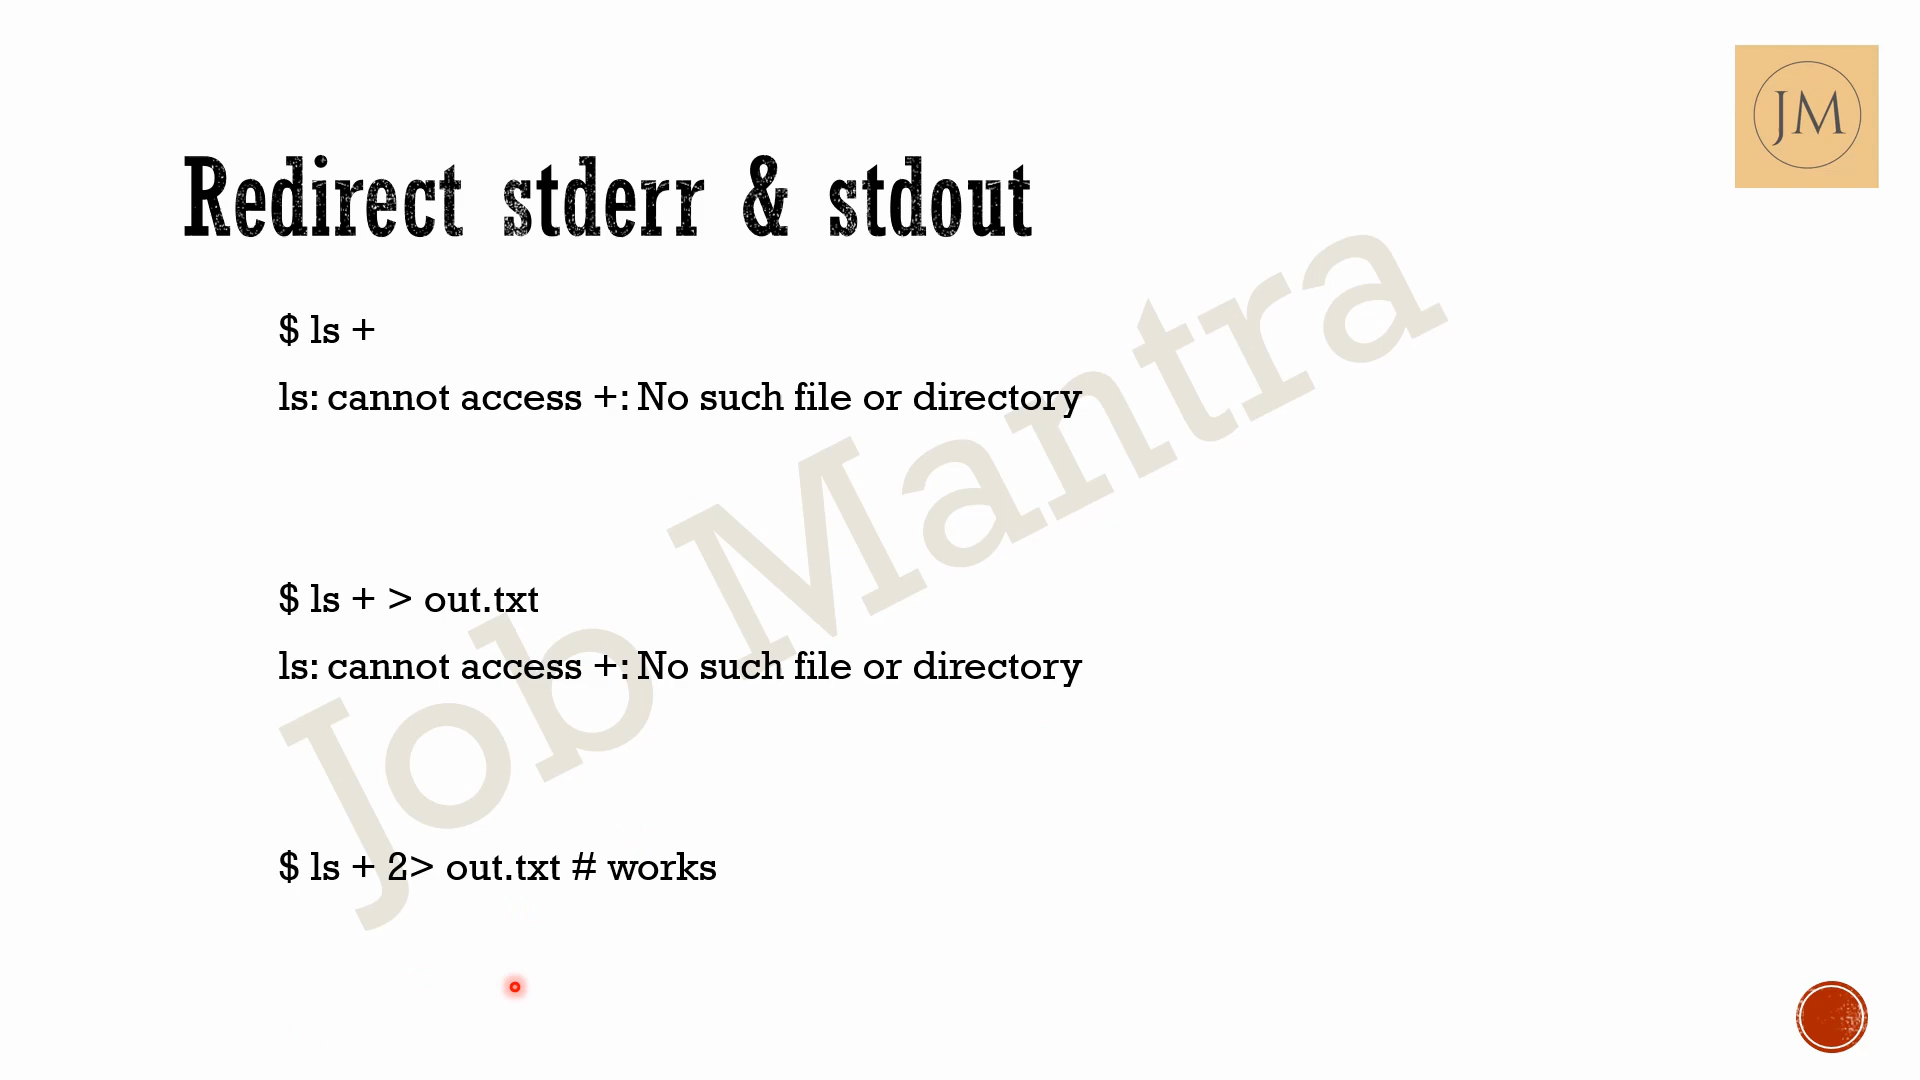 JM
Redirect stderr & stdout
$ ls +
ls: cannot access +: No such file or directory
$ ls + > out.txt
ls: cannot access +: No such file or directory
$ ls + 2> out.txt # works
Job Mantra